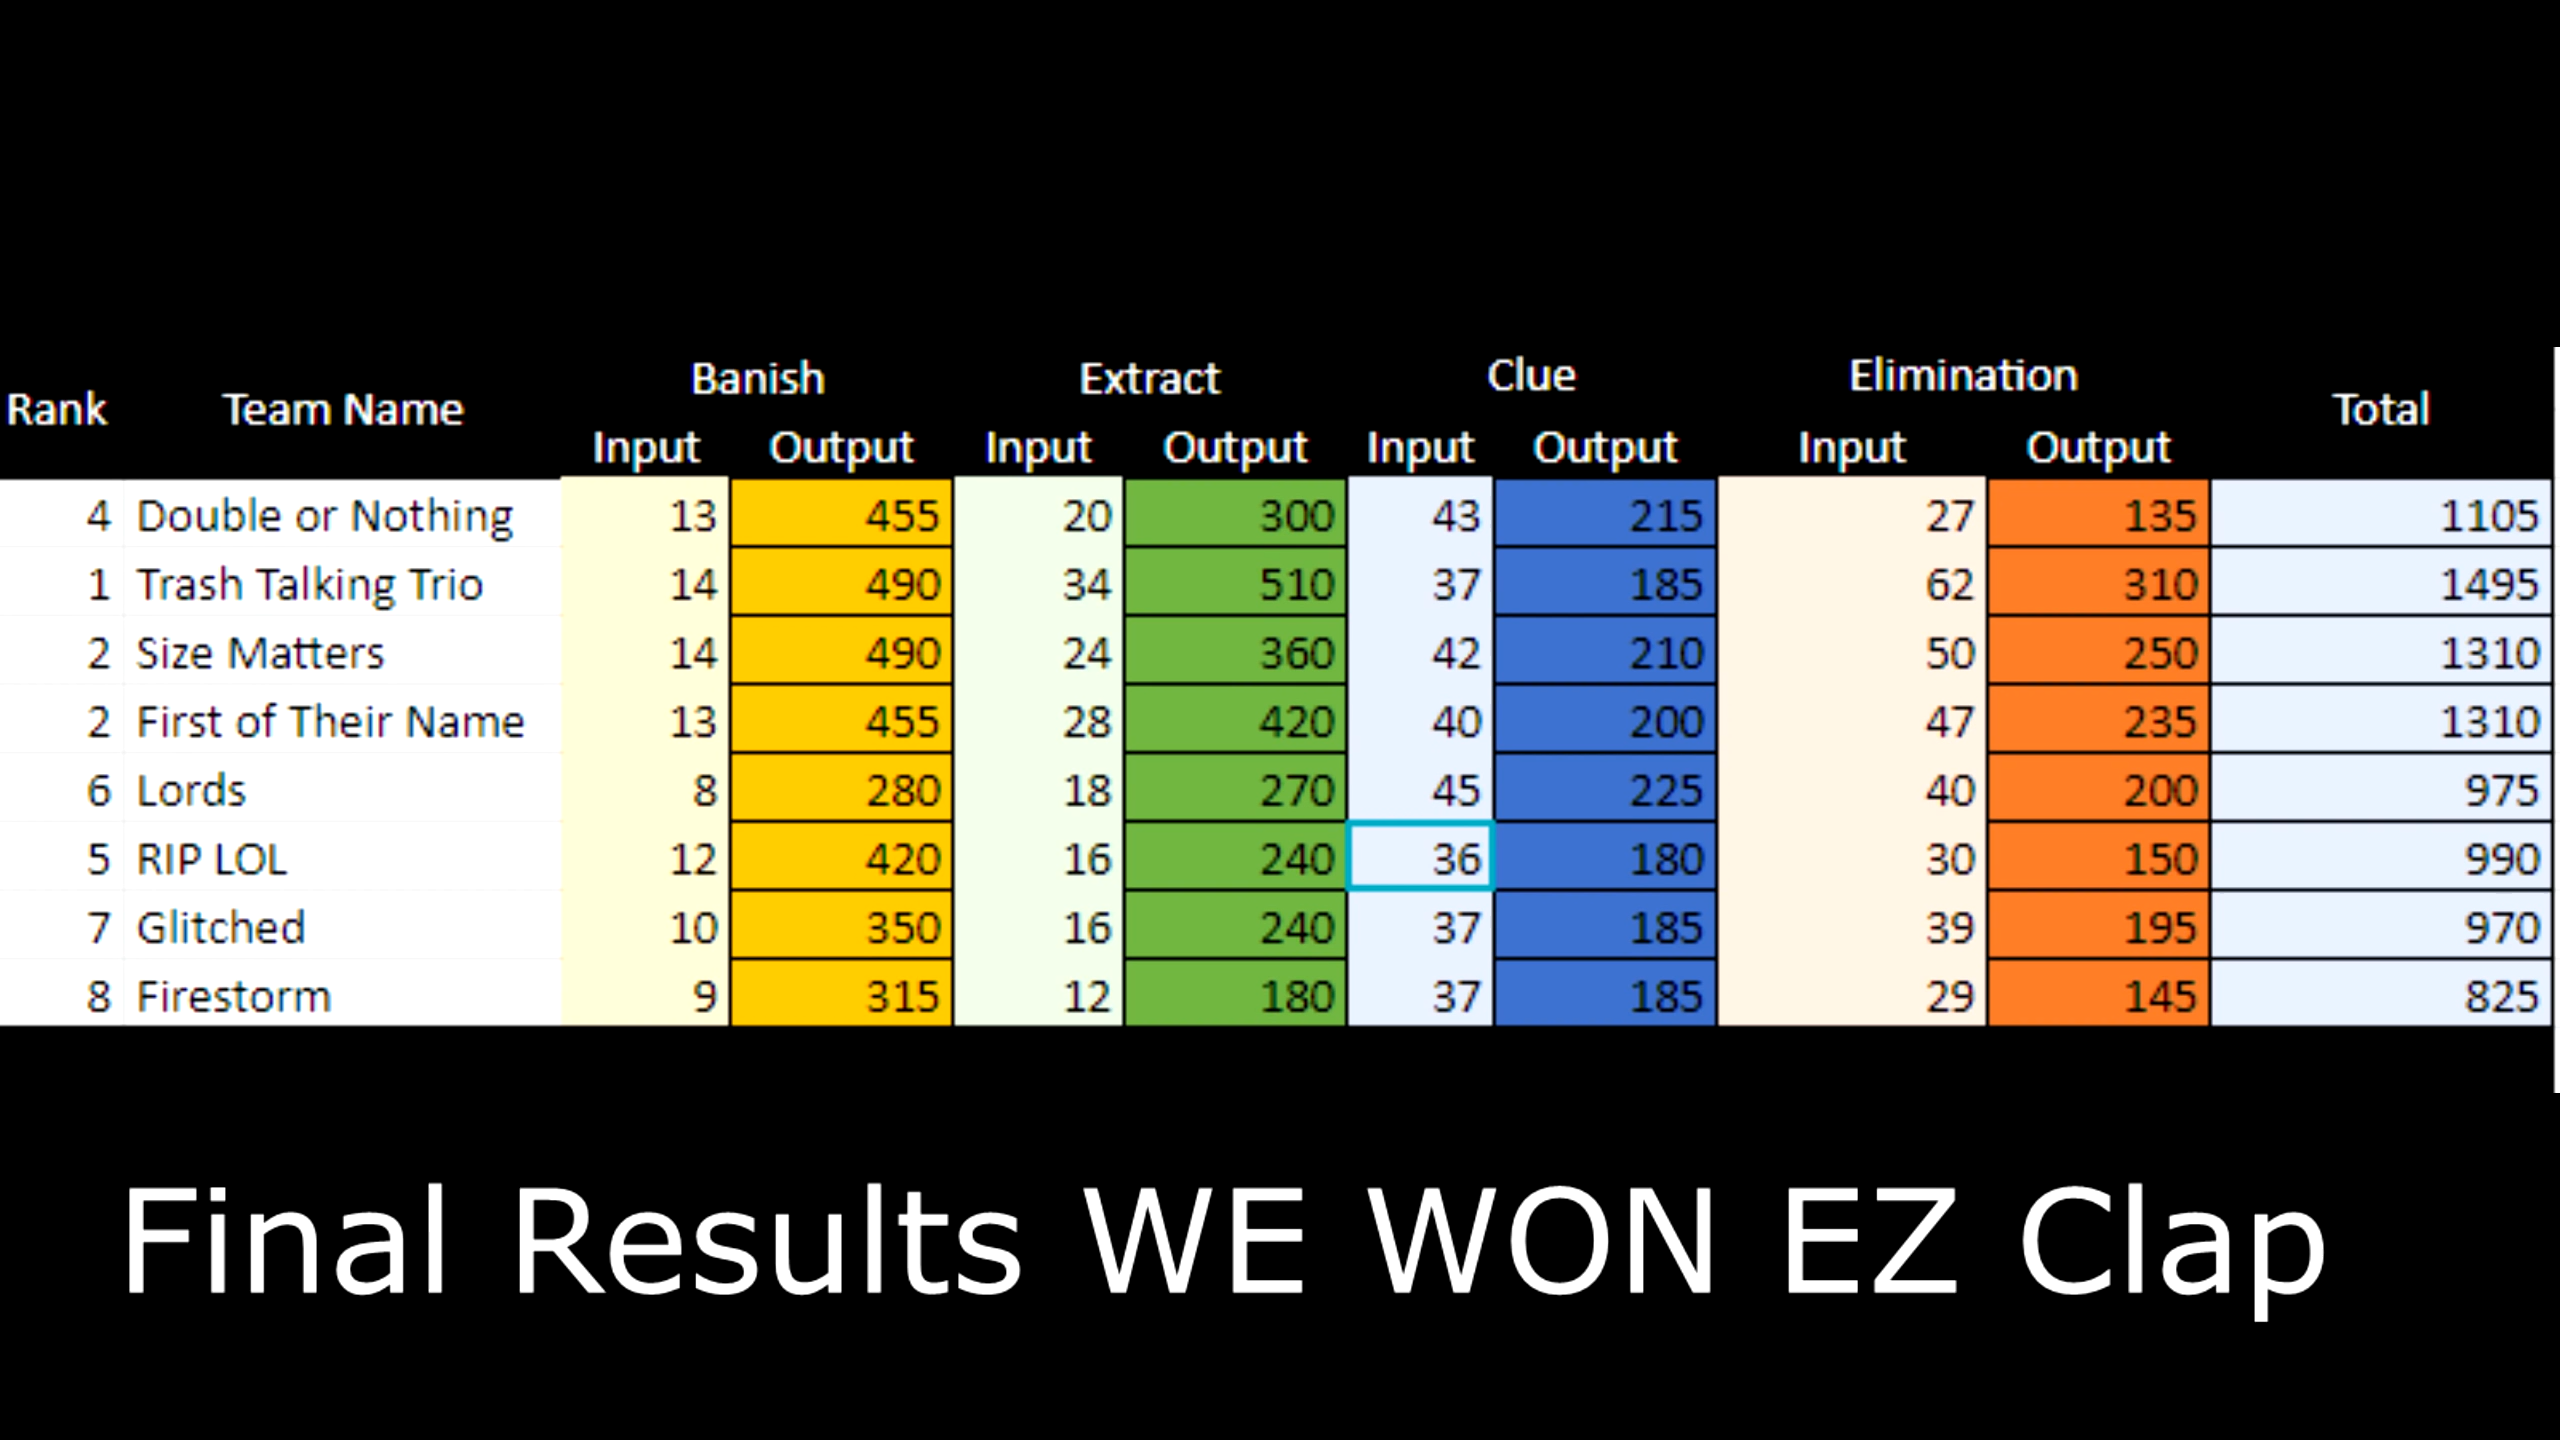 Rank Team Name Banish Extract Clue Elimination Total
Input Output Input Output Input Output Input Output
4 Double or Nothing 13 455 20 300 43 215 27 135 1105
1 Trash Talking Trio 14 490 34 510 37 185 62 310 1495
2 Size Matters 14 490 24 360 42 210 50 250 1310
2 First of Their Name 13 455 28 420 40 200 47 235 1310
6 Lords 8 280 18 270 45 225 40 200 975
5 RIP LOL 12 420 16 240 36 180 30 150 990
7 Glitched 10 350 16 240 37 185 39 195 970
8 Firestorm 9 315 12 180 37 185 29 145 825
Final Results WE WON EZ Clap